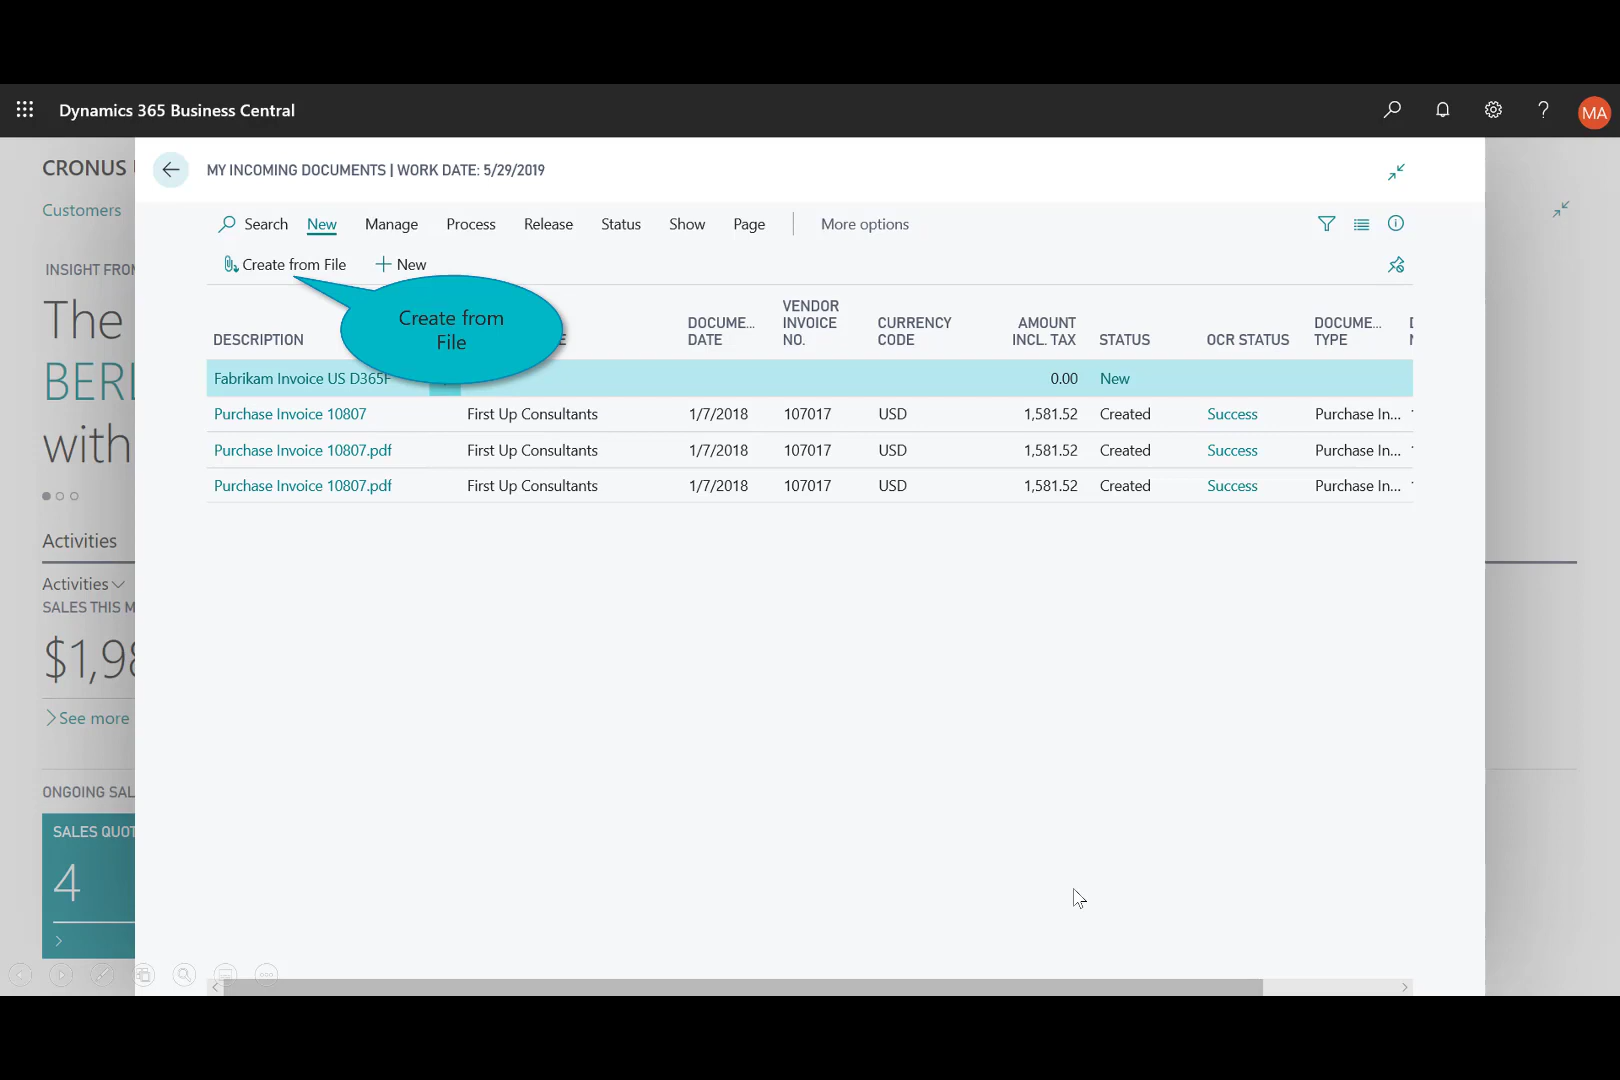 Dynamics 365 Business Central
MA
CRONUS
MY INCOMING DOCUMENTS | WORK DATE: 5/29/2019
Customers
Search New Manage Process Release Status Show Page More options
Create from File + New
Create from
File
INSIGHT FROM
The
BERL
with
DESCRIPTION
DOCUME... DATE
VENDOR INVOICE NO.
CURRENCY CODE
AMOUNT INCL. TAX
STATUS
OCR STATUS
DOCUME... TYPE
Fabrikam Invoice US D365F 0.00 New
Purchase Invoice 10807 First Up Consultants 1/7/2018 107017 USD 1,581.52 Created Success Purchase In...
Purchase Invoice 10807.pdf First Up Consultants 1/7/2018 107017 USD 1,581.52 Created Success Purchase In...
Purchase Invoice 10807.pdf First Up Consultants 1/7/2018 107017 USD 1,581.52 Created Success Purchase In...
Activities
Activities
SALES THIS M
$1,98
See more
ONGOING SAL
SALES QUOT
4